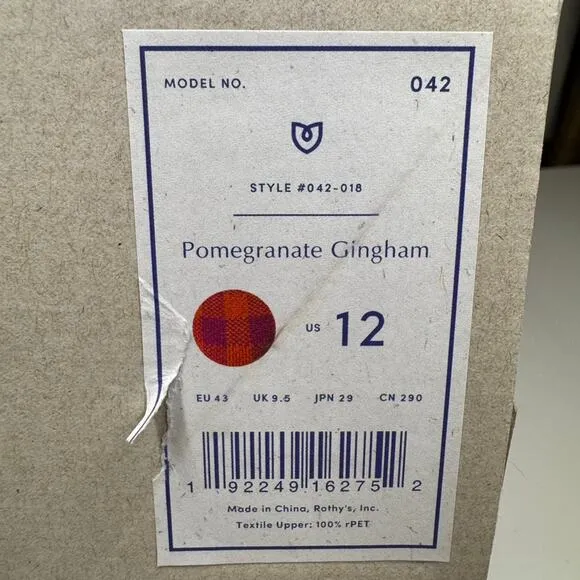 MODEL NO. 042
STYLE #042-018
Pomegranate Gingham
US 12
EU 43 UK 9.5 JPN 29 CN 290
1 92249 16275 2
Made in China, Rothy's, Inc.
Textile Upper: 100% rPET